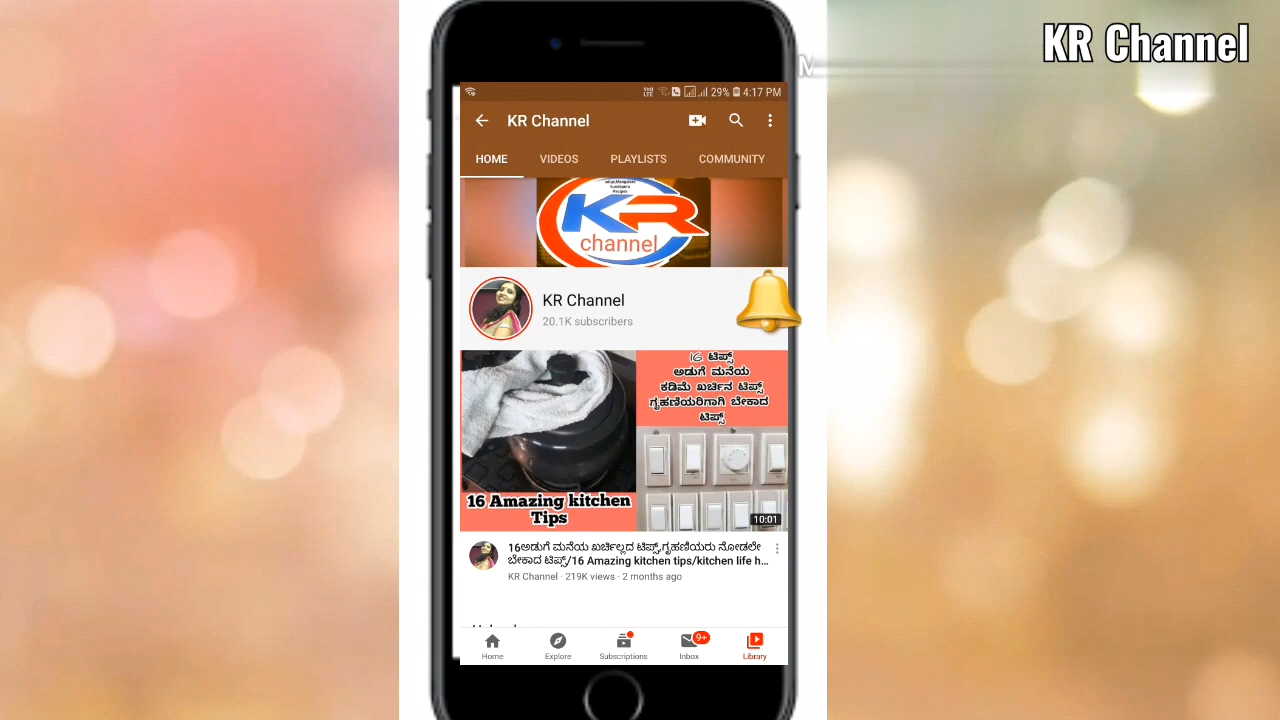 KR Channel
M
29% 4:17 PM
KR Channel
HOME VIDEOS PLAYLISTS COMMUNITY
Kundapura
Recipes
KR
channel
KR Channel
20.1K subscribers
16 ಟಿಪ್ಸ್
ಅಡುಗೆ ಮನೆಯ
ಕಡಿಮೆ ಖರ್ಚಿನ ಟಿಪ್ಸ್
ಗೃಹಣಿಯರಿಗಾಗಿ ಬೇಕಾದ
ಟಿಪ್ಸ್
16 Amazing kitchen
Tips
10:01
16ಅಡುಗೆ ಮನೆಯ ಖರ್ಚಿಲ್ಲದ ಟಿಪ್ಸ್,ಗೃಹಣಿಯರು ನೋಡಲೇ
ಬೇಕಾದ ಟಿಪ್ಸ್/16 Amazing kitchen tips/kitchen life h...
KR Channel · 219K views · 2 months ago
Home Explore Subscriptions 9+ Inbox Library